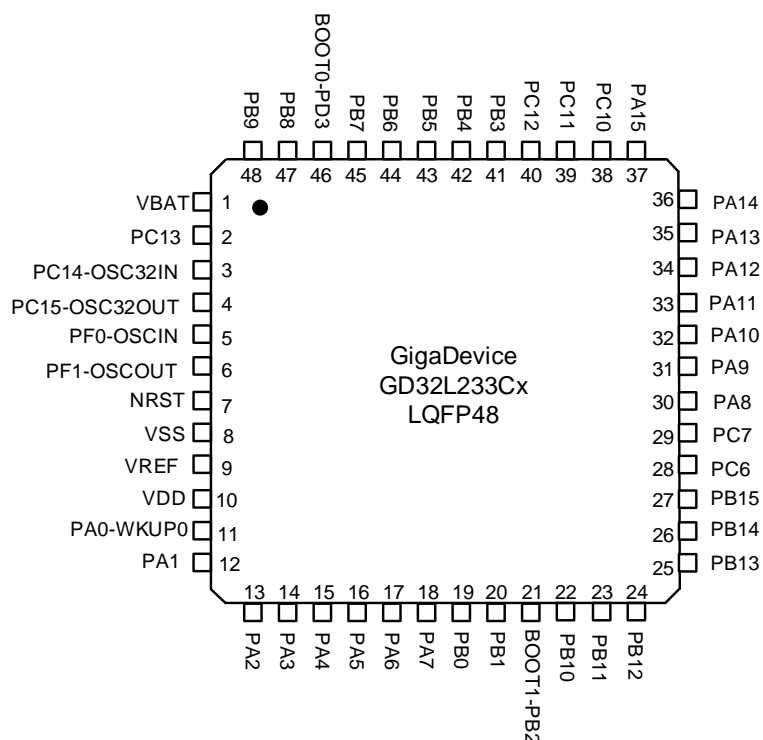 BOOT0-PD3
PB9
PB8
PB7
PB6
PB5
PB4
PB3
PC12
PC11
PC10
PA15
48
47
46
45
44
43
42
41
40
39
38
37
VBAT 1
PC13 2
PC14-OSC32IN 3
PC15-OSC32OUT 4
PF0-OSCIN 5
PF1-OSCOUT 6
NRST 7
VSS 8
VREF 9
VDD 10
PA0-WKUP0 11
PA1 12
GigaDevice
GD32L233Cx
LQFP48
36 PA14
35 PA13
34 PA12
33 PA11
32 PA10
31 PA9
30 PA8
29 PC7
28 PC6
27 PB15
26 PB14
25 PB13
13
14
15
16
17
18
19
20
21
22
23
24
PA2
PA3
PA4
PA5
PA6
PA7
PB0
PB1
BOOT1-PB2
PB10
PB11
PB12